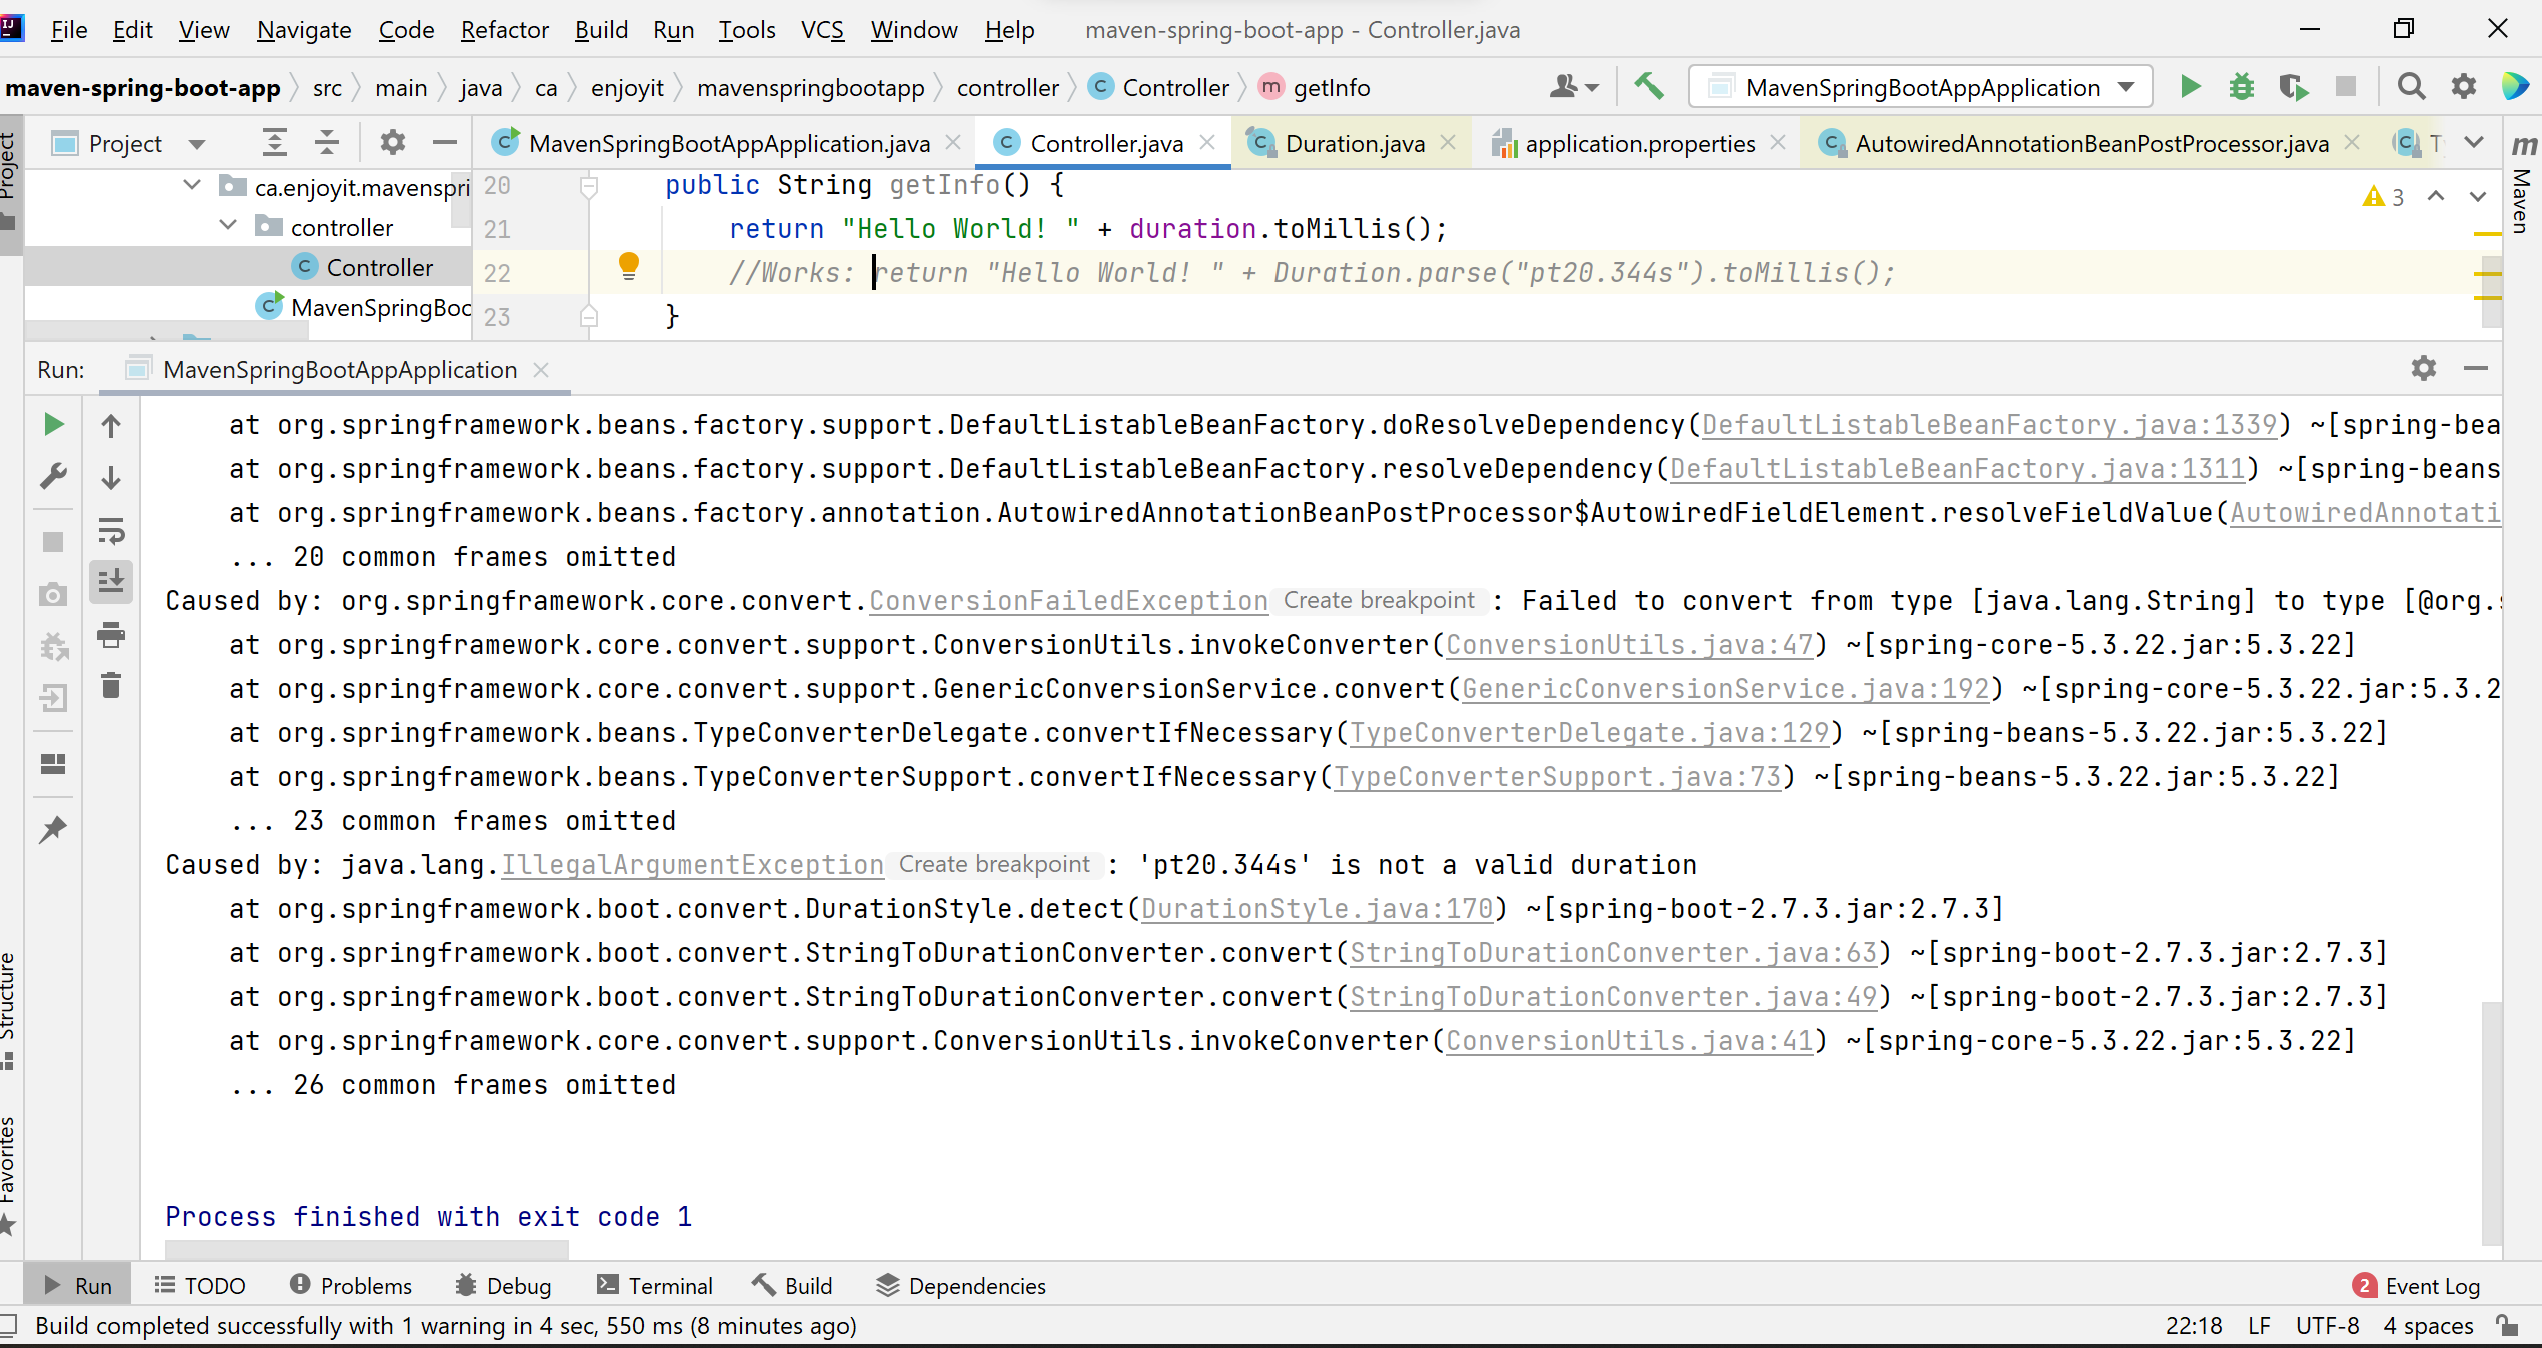 File Edit View Navigate Code Refactor Build Run Tools VCS Window Help maven-spring-boot-app - Controller.java
maven-spring-boot-app src main java ca enjoyit mavenspringbootapp controller Controller getInfo MavenSpringBootAppApplication
Project MavenSpringBootAppApplication.java Controller.java Duration.java application.properties AutowiredAnnotationBeanPostProcessor.java
Project
Maven
ca.enjoyit.mavenspri
controller
Controller
MavenSpringBoo
20 public String getInfo() {
21 return "Hello World! " + duration.toMillis();
22 //Works: return "Hello World! " + Duration.parse("pt20.344s").toMillis();
23 }
3
Run: MavenSpringBootAppApplication
at org.springframework.beans.factory.support.DefaultListableBeanFactory.doResolveDependency(DefaultListableBeanFactory.java:1339) ~[spring-bea
at org.springframework.beans.factory.support.DefaultListableBeanFactory.resolveDependency(DefaultListableBeanFactory.java:1311) ~[spring-beans
at org.springframework.beans.factory.annotation.AutowiredAnnotationBeanPostProcessor$AutowiredFieldElement.resolveFieldValue(AutowiredAnnotati
... 20 common frames omitted
Caused by: org.springframework.core.convert.ConversionFailedException Create breakpoint : Failed to convert from type [java.lang.String] to type [@org.s
at org.springframework.core.convert.support.ConversionUtils.invokeConverter(ConversionUtils.java:47) ~[spring-core-5.3.22.jar:5.3.22]
at org.springframework.core.convert.support.GenericConversionService.convert(GenericConversionService.java:192) ~[spring-core-5.3.22.jar:5.3.2
at org.springframework.beans.TypeConverterDelegate.convertIfNecessary(TypeConverterDelegate.java:129) ~[spring-beans-5.3.22.jar:5.3.22]
at org.springframework.beans.TypeConverterSupport.convertIfNecessary(TypeConverterSupport.java:73) ~[spring-beans-5.3.22.jar:5.3.22]
... 23 common frames omitted
Caused by: java.lang.IllegalArgumentException Create breakpoint : 'pt20.344s' is not a valid duration
at org.springframework.boot.convert.DurationStyle.detect(DurationStyle.java:170) ~[spring-boot-2.7.3.jar:2.7.3]
at org.springframework.boot.convert.StringToDurationConverter.convert(StringToDurationConverter.java:63) ~[spring-boot-2.7.3.jar:2.7.3]
at org.springframework.boot.convert.StringToDurationConverter.convert(StringToDurationConverter.java:49) ~[spring-boot-2.7.3.jar:2.7.3]
at org.springframework.core.convert.support.ConversionUtils.invokeConverter(ConversionUtils.java:41) ~[spring-core-5.3.22.jar:5.3.22]
... 26 common frames omitted
Process finished with exit code 1
Structure
Favorites
Run TODO Problems Debug Terminal Build Dependencies 2 Event Log
Build completed successfully with 1 warning in 4 sec, 550 ms (8 minutes ago) 22:18 LF UTF-8 4 spaces